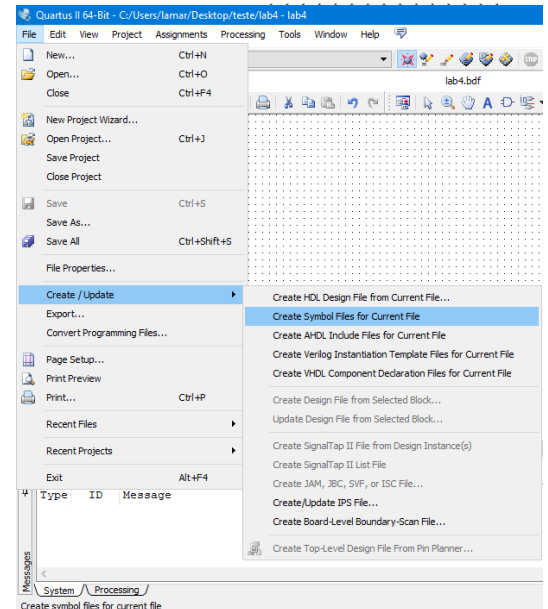 Quartus II 64-Bit - C:/Users/lamar/Desktop/teste/lab4 - lab4
File Edit View Project Assignments Processing Tools Window Help
lab4.bdf
New... Ctrl+N
Open... Ctrl+O
Close Ctrl+F4
New Project Wizard...
Open Project... Ctrl+J
Save Project
Close Project
Save Ctrl+S
Save As...
Save All Ctrl+Shift+S
File Properties...
Create / Update
Export...
Convert Programming Files...
Page Setup...
Print Preview
Print... Ctrl+P
Recent Files
Recent Projects
Exit Alt+F4
Create HDL Design File from Current File...
Create Symbol Files for Current File
Create AHDL Include Files for Current File
Create Verilog Instantiation Template Files for Current File
Create VHDL Component Declaration Files for Current File
Create Design File from Selected Block...
Update Design File from Selected Block...
Create SignalTap II File from Design Instance(s)
Create SignalTap II List File
Create JAM, JBC, SVF, or ISC File...
Create/Update IPS File...
Create Board-Level Boundary-Scan File...
Create Top-Level Design File From Pin Planner...
Type ID Message
Messages
System Processing
Create symbol files for current file